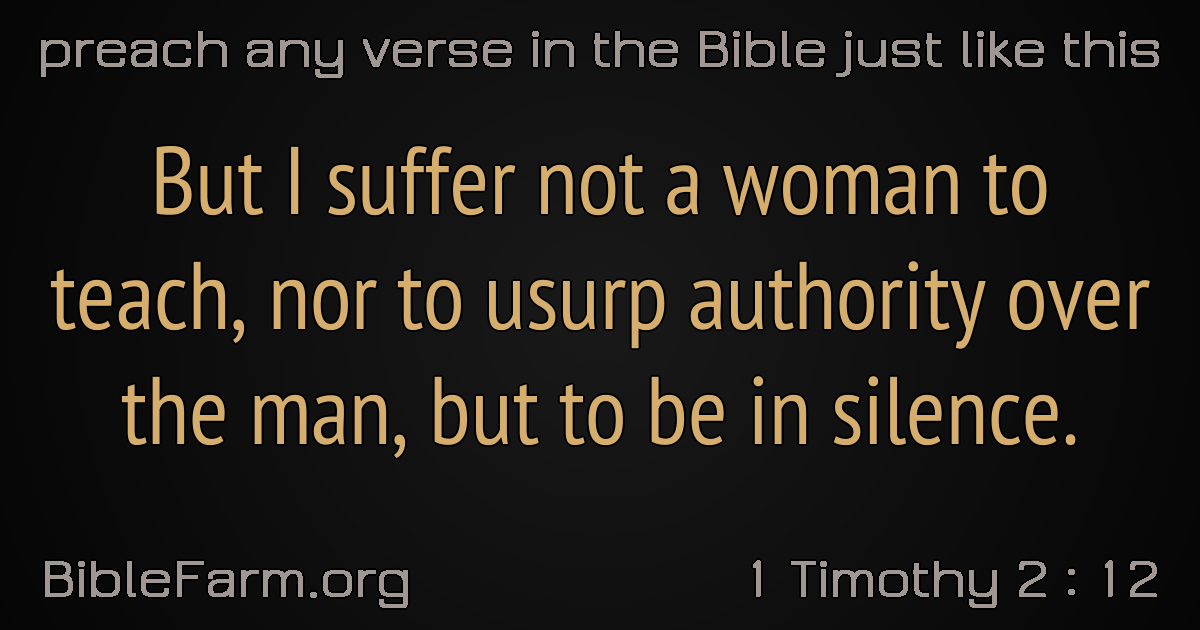 preach any verse in the Bible just like this
But I suffer not a woman to
teach, nor to usurp authority over
the man, but to be in silence.
BibleFarm.org
1 Timothy 2 : 12